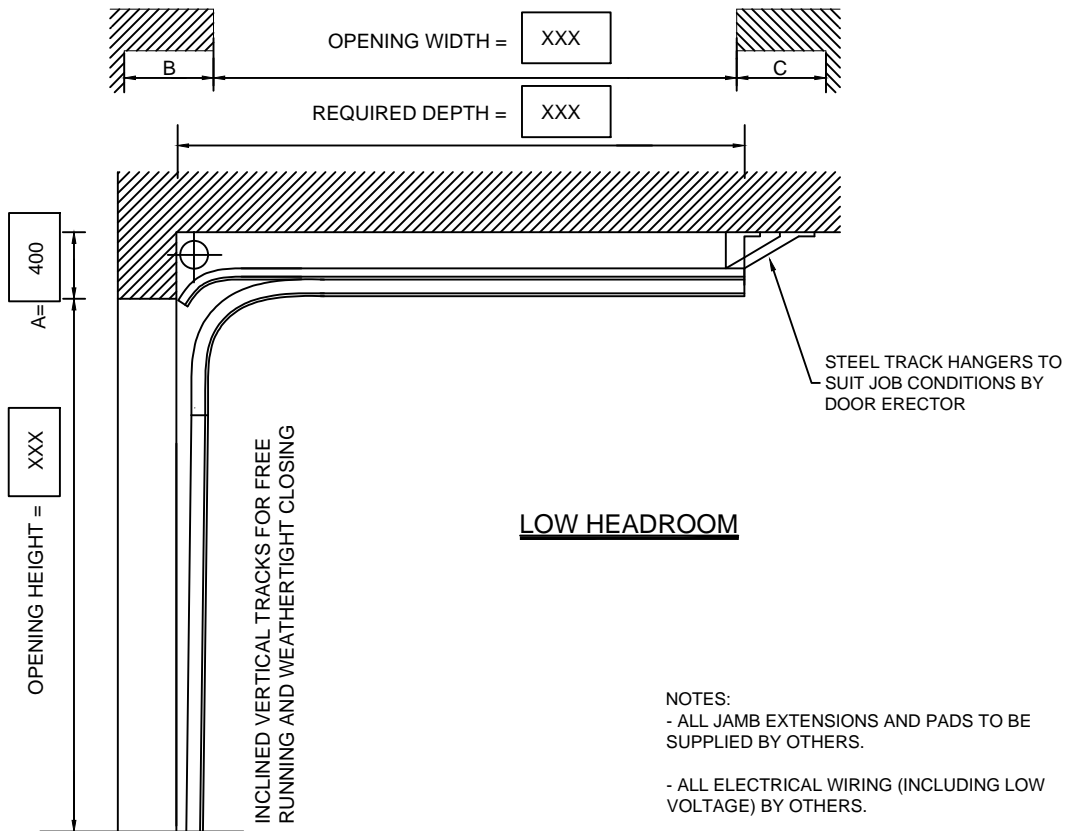 OPENING WIDTH = XXX
B
C
REQUIRED DEPTH = XXX
A= 400
OPENING HEIGHT = XXX
INCLINED VERTICAL TRACKS FOR FREE
RUNNING AND WEATHERTIGHT CLOSING
STEEL TRACK HANGERS TO
SUIT JOB CONDITIONS BY
DOOR ERECTOR
LOW HEADROOM
NOTES:
- ALL JAMB EXTENSIONS AND PADS TO BE
SUPPLIED BY OTHERS.
- ALL ELECTRICAL WIRING (INCLUDING LOW
VOLTAGE) BY OTHERS.